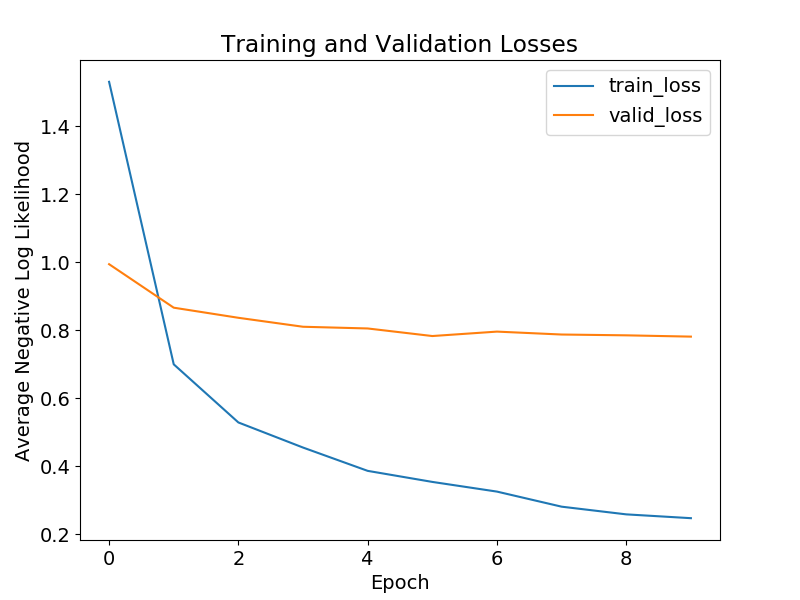 Training and Validation Losses
train_loss
valid_loss
Average Negative Log Likelihood
1.4
1.2
1.0
0.8
0.6
0.4
0.2
0 2 4 6 8
Epoch